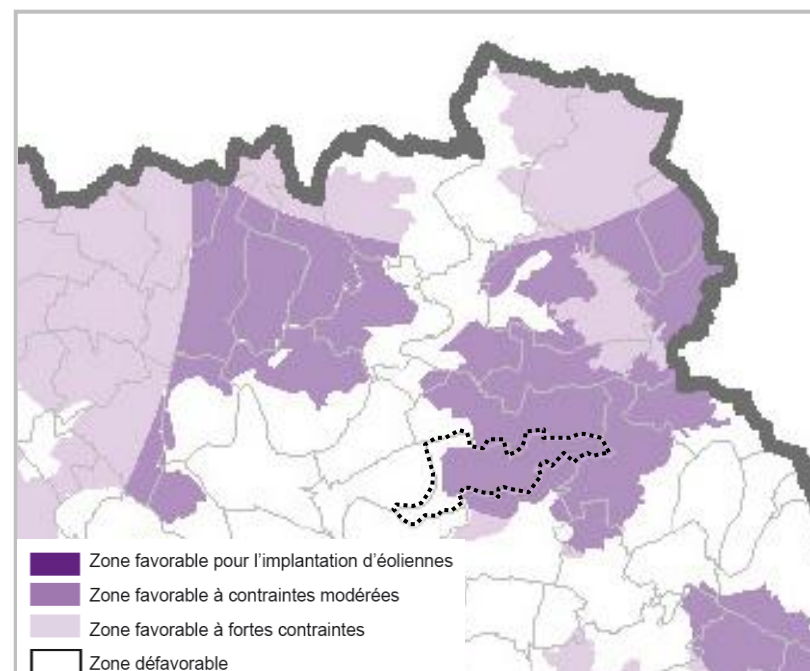 Zone favorable pour l'implantation d'éoliennes
Zone favorable à contraintes modérées
Zone favorable à fortes contraintes
Zone défavorable